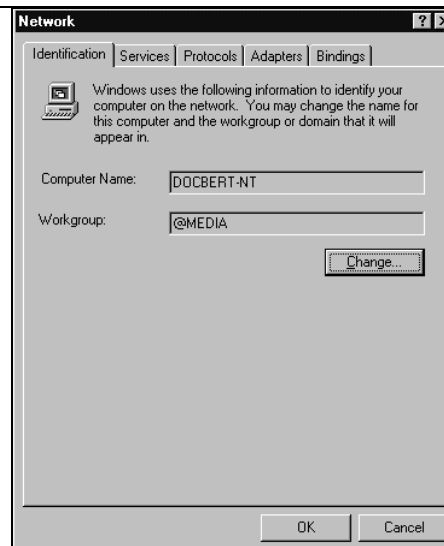 Network
Identification Services Protocols Adapters Bindings
Windows uses the following information to identify your
computer on the network. You may change the name for
this computer and the workgroup or domain that it will
appear in.
Computer Name: DOCBERT-NT
Workgroup: @MEDIA
Change...
OK Cancel